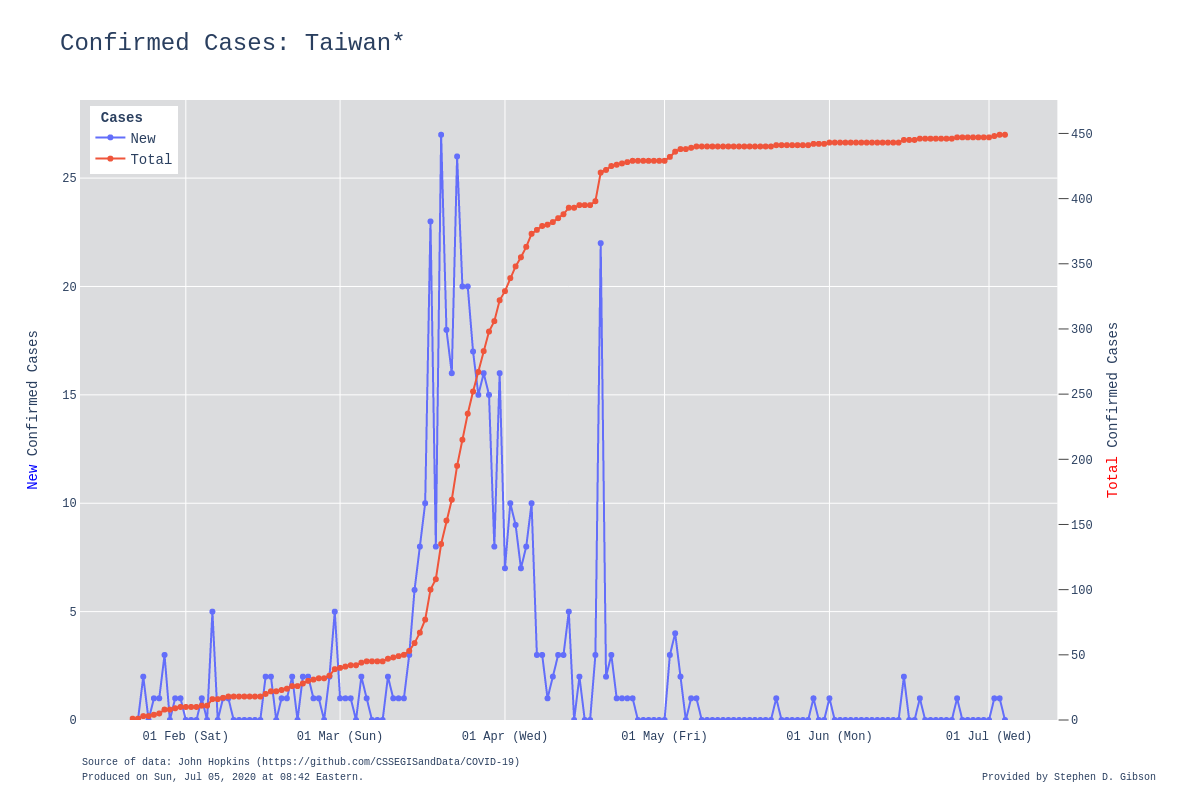 Confirmed Cases: Taiwan*
Cases
New
Total
25
20
15
10
5
0
450
400
350
300
250
200
150
100
50
0
New Confirmed Cases
Total Confirmed Cases
01 Feb (Sat)
01 Mar (Sun)
01 Apr (Wed)
01 May (Fri)
01 Jun (Mon)
01 Jul (Wed)
Source of data: John Hopkins (https://github.com/CSSEGISandData/COVID-19)
Produced on Sun, Jul 05, 2020 at 08:42 Eastern.
Provided by Stephen D. Gibson